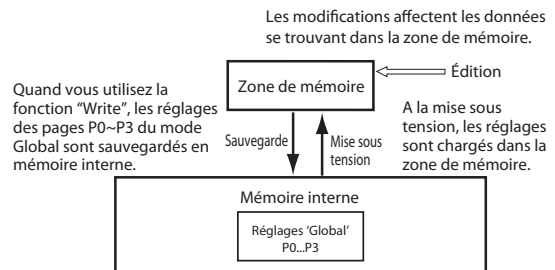 Les modifications affectent les données
se trouvant dans la zone de mémoire.
Zone de mémoire
Édition
Quand vous utilisez la
fonction “Write”, les réglages
des pages P0~P3 du mode
Global sont sauvegardés en
mémoire interne.
Sauvegarde
Mise sous
tension
A la mise sous
tension, les réglages
sont chargés dans la
zone de mémoire.
Mémoire interne
Réglages ‘Global’
P0...P3